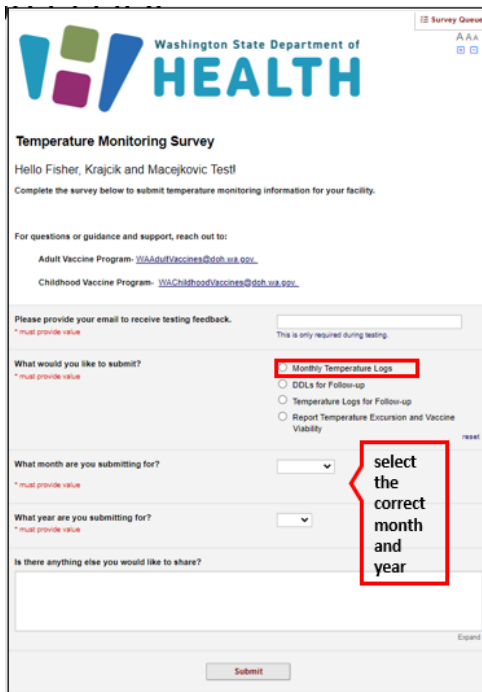 Survey Queue
AAA
Washington State Department of
HEALTH
Temperature Monitoring Survey
Hello Fisher, Krajcik and Macejkovic Test!
Complete the survey below to submit temperature monitoring information for your facility.
For questions or guidance and support, reach out to:
Adult Vaccine Program- WAAdultVaccines@doh.wa.gov.
Childhood Vaccine Program- WAChildhoodVaccines@doh.wa.gov.
Please provide your email to receive testing feedback.
* must provide value
This is only required during testing.
What would you like to submit?
* must provide value
Monthly Temperature Logs
DDLs for Follow-up
Temperature Logs for Follow-up
Report Temperature Excursion and Vaccine
Viability
reset
What month are you submitting for?
* must provide value
select
the
correct
month
and
year
What year are you submitting for?
* must provide value
Is there anything else you would like to share?
Expand
Submit